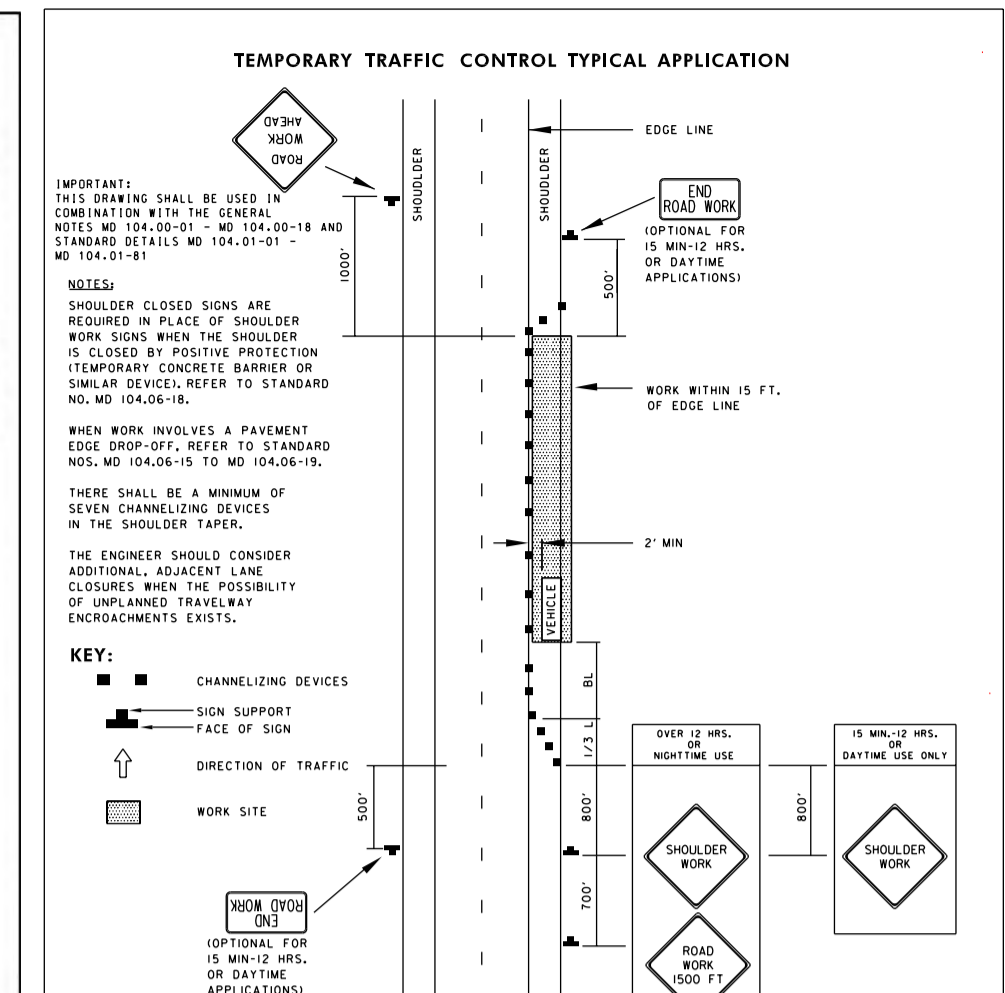 TEMPORARY TRAFFIC CONTROL TYPICAL APPLICATION
ROAD
WORK
AHEAD
SHOUDLDER
SHOUDLDER
EDGE LINE
END
ROAD WORK
(OPTIONAL FOR
15 MIN-12 HRS.
OR DAYTIME
APPLICATIONS)
1000'
500'
IMPORTANT:
THIS DRAWING SHALL BE USED IN
COMBINATION WITH THE GENERAL
NOTES MD 104.00-01 - MD 104.00-18 AND
STANDARD DETAILS MD 104.01-01 -
MD 104.01-81
NOTES:
SHOULDER CLOSED SIGNS ARE
REQUIRED IN PLACE OF SHOULDER
WORK SIGNS WHEN THE SHOULDER
IS CLOSED BY POSITIVE PROTECTION
(TEMPORARY CONCRETE BARRIER OR
SIMILAR DEVICE). REFER TO STANDARD
NO. MD 104.06-18.
WHEN WORK INVOLVES A PAVEMENT
EDGE DROP-OFF, REFER TO STANDARD
NOS. MD 104.06-15 TO MD 104.06-19.
THERE SHALL BE A MINIMUM OF
SEVEN CHANNELIZING DEVICES
IN THE SHOULDER TAPER.
THE ENGINEER SHOULD CONSIDER
ADDITIONAL, ADJACENT LANE
CLOSURES WHEN THE POSSIBILITY
OF UNPLANNED TRAVELWAY
ENCROACHMENTS EXISTS.
WORK WITHIN 15 FT.
OF EDGE LINE
2' MIN
VEHICLE
BL
1/3 L
800'
700'
KEY:
CHANNELIZING DEVICES
SIGN SUPPORT
FACE OF SIGN
DIRECTION OF TRAFFIC
WORK SITE
500'
END
ROAD WORK
(OPTIONAL FOR
15 MIN-12 HRS.
OR DAYTIME
APPLICATIONS)
OVER 12 HRS.
OR
NIGHTTIME USE
SHOULDER
WORK
ROAD
WORK
1500 FT
15 MIN.-12 HRS.
OR
DAYTIME USE ONLY
800'
SHOULDER
WORK